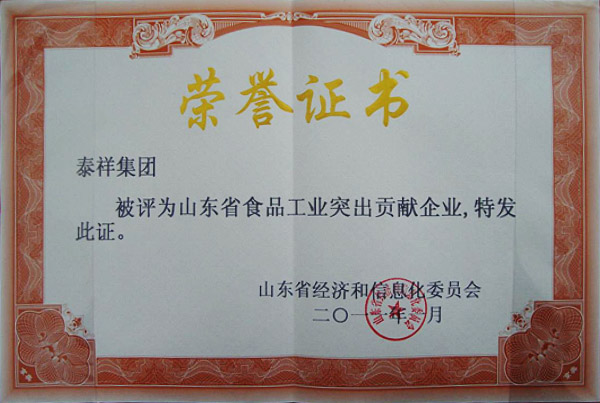 荣誉证书
泰祥集团
被评为山东省食品工业突出贡献企业,特发
此证。
山东省经济和信息化委员会
二〇一一年 月